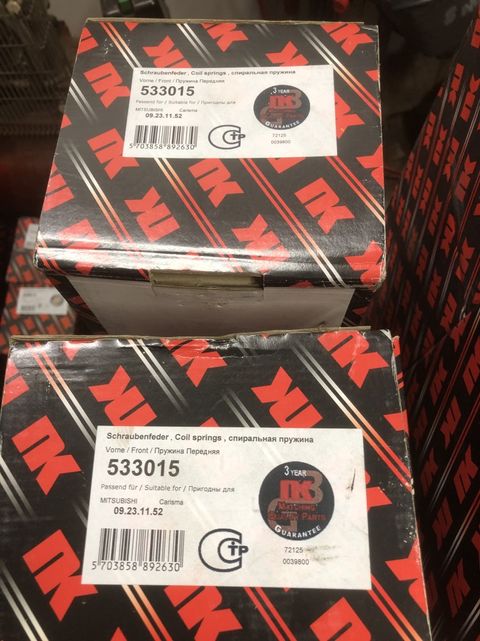 Schraubenfeder , Coil springs , спиральная пружина
Vorne / Front / Пружина Передняя
533015
Passend für / Suitable for / Пригодны для
MITSUBISHI Carisma
09.23.11.52
5 703858 892630
3 YEAR
NK
GUARANTEE
72125
0039800
Schraubenfeder , Coil springs , спиральная пружина
Vorne / Front / Пружина Передняя
533015
Passend für / Suitable for / Пригодны для
MITSUBISHI Carisma
09.23.11.52
5 703858 892630
3 YEAR
NK
MATCHING
QUALITY PARTS
GUARANTEE
72125
0039800